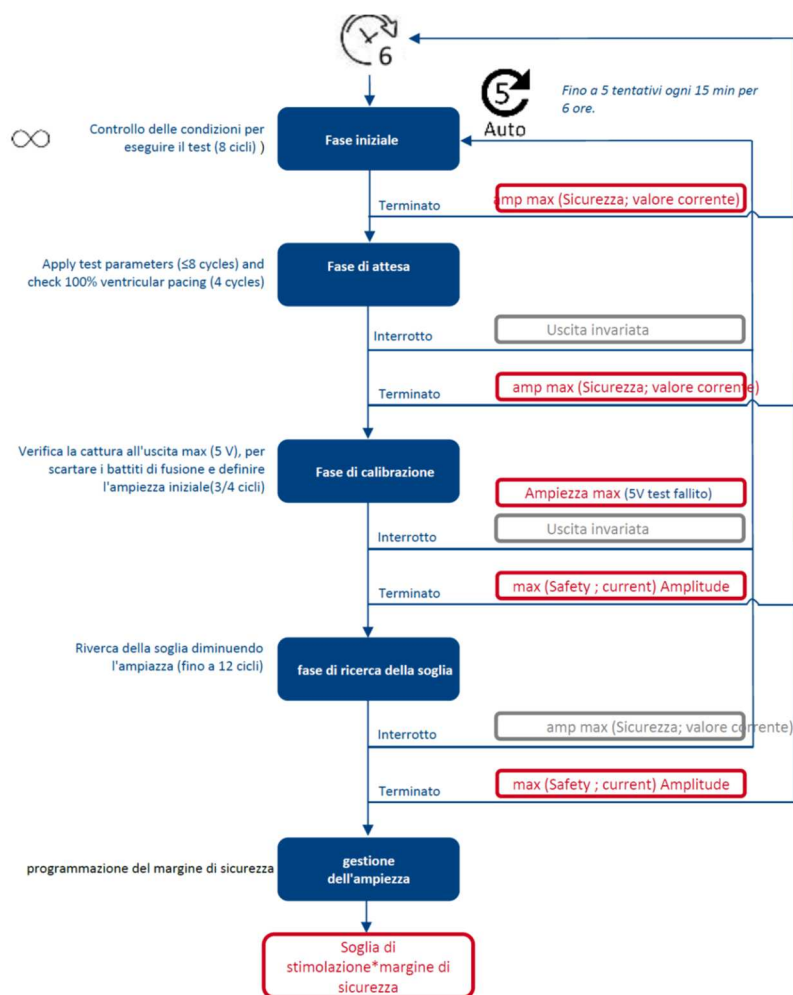 6
5
Auto
Fino a 5 tentativi ogni 15 min per
6 ore.
∞
Controllo delle condizioni per
eseguire il test (8 cicli) )
Fase iniziale
Terminato
amp max (Sicurezza; valore corrente)
Apply test parameters (≤8 cycles) and
check 100% ventricular pacing (4 cycles)
Fase di attesa
Interrotto
Uscita invariata
Terminato
amp max (Sicurezza; valore corrente)
Verifica la cattura all'uscita max (5 V), per
scartare i battiti di fusione e definire
l'ampiezza iniziale(3/4 cicli)
Fase di calibrazione
Ampiezza max (5V test fallito)
Uscita invariata
Interrotto
Terminato
max (Safety ; current) Amplitude
Riverca della soglia diminuendo
l'ampiazza (fino a 12 cicli)
fase di ricerca della soglia
Interrotto
amp max (Sicurezza; valore corrente)
Terminato
max (Safety ; current) Amplitude
programmazione del margine di sicurezza
gestione
dell'ampiezza
Soglia di
stimolazione*margine di
sicurezza